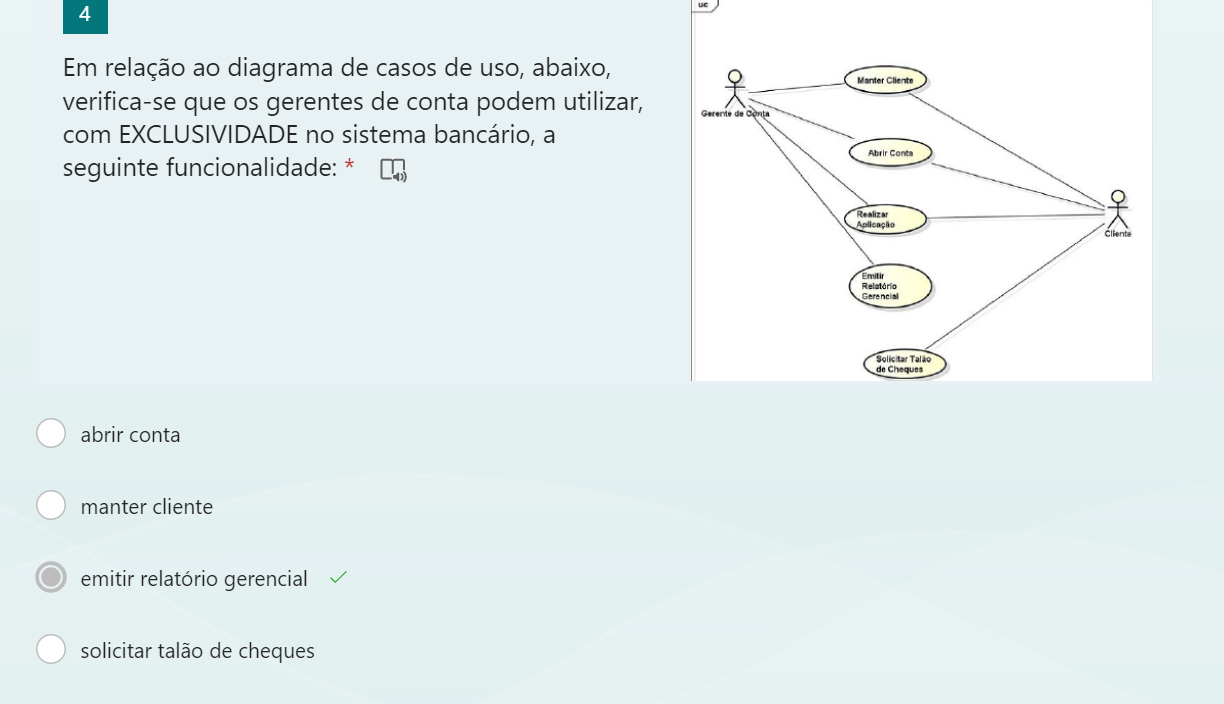 4
Em relação ao diagrama de casos de uso, abaixo,
verifica-se que os gerentes de conta podem utilizar,
com EXCLUSIVIDADE no sistema bancário, a
seguinte funcionalidade: *
uc
Manter Cliente
Gerente de Conta
Abrir Conta
Realizar
Aplicação
Cliente
Emitir
Relatório
Gerencial
Solicitar Talão
de Cheques
abrir conta
manter cliente
emitir relatório gerencial
solicitar talão de cheques